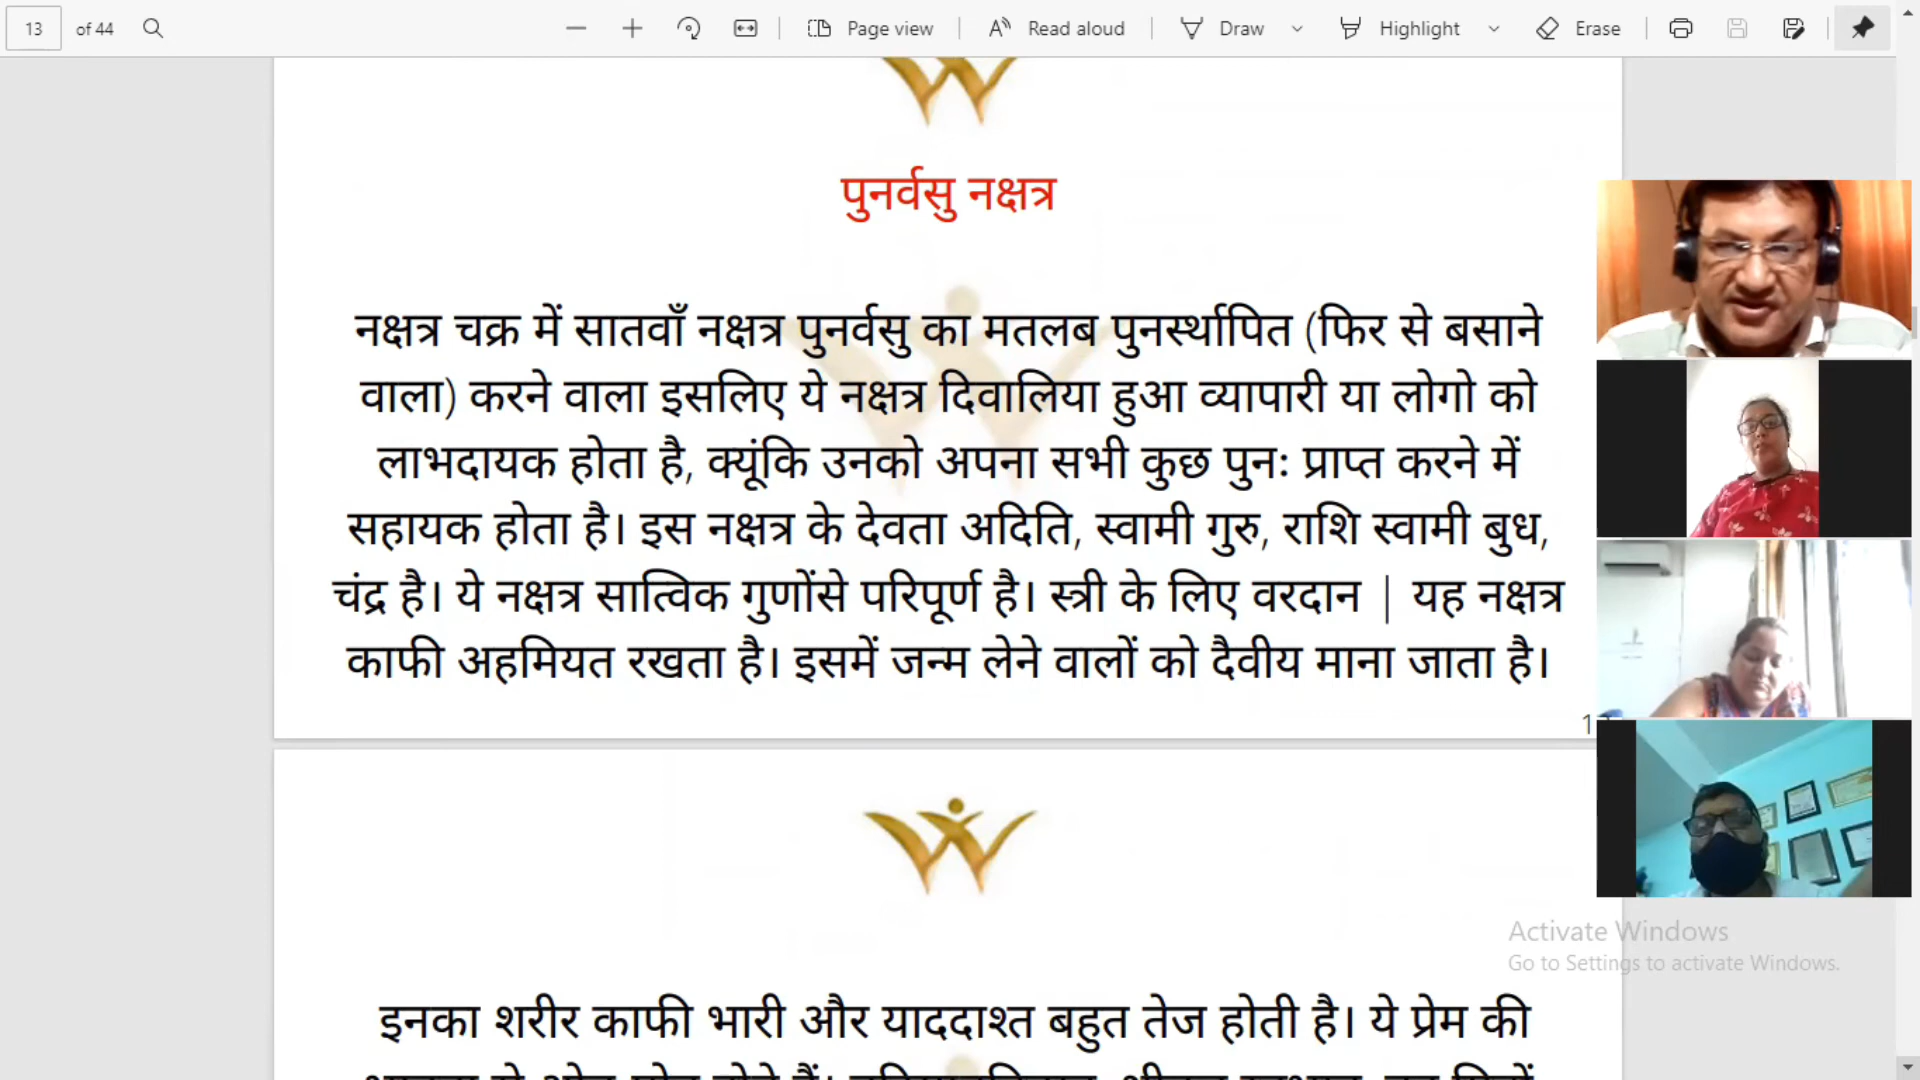 13 of 44 Page view Read aloud Draw Highlight Erase
पुनर्वसु नक्षत्र
नक्षत्र चक्र में सातवाँ नक्षत्र पुनर्वसु का मतलब पुनर्स्थापित (फिर से बसाने
वाला) करने वाला इसलिए ये नक्षत्र दिवालिया हुआ व्यापारी या लोगो को
लाभदायक होता है, क्यूंकि उनको अपना सभी कुछ पुनः प्राप्त करने में
सहायक होता है। इस नक्षत्र के देवता अदिति, स्वामी गुरु, राशि स्वामी बुध,
चंद्र है। ये नक्षत्र सात्विक गुणोंसे परिपूर्ण है। स्त्री के लिए वरदान | यह नक्षत्र
काफी अहमियत रखता है। इसमें जन्म लेने वालों को दैवीय माना जाता है।
इनका शरीर काफी भारी और याददाश्त बहुत तेज होती है। ये प्रेम की
Activate Windows
Go to Settings to activate Windows.